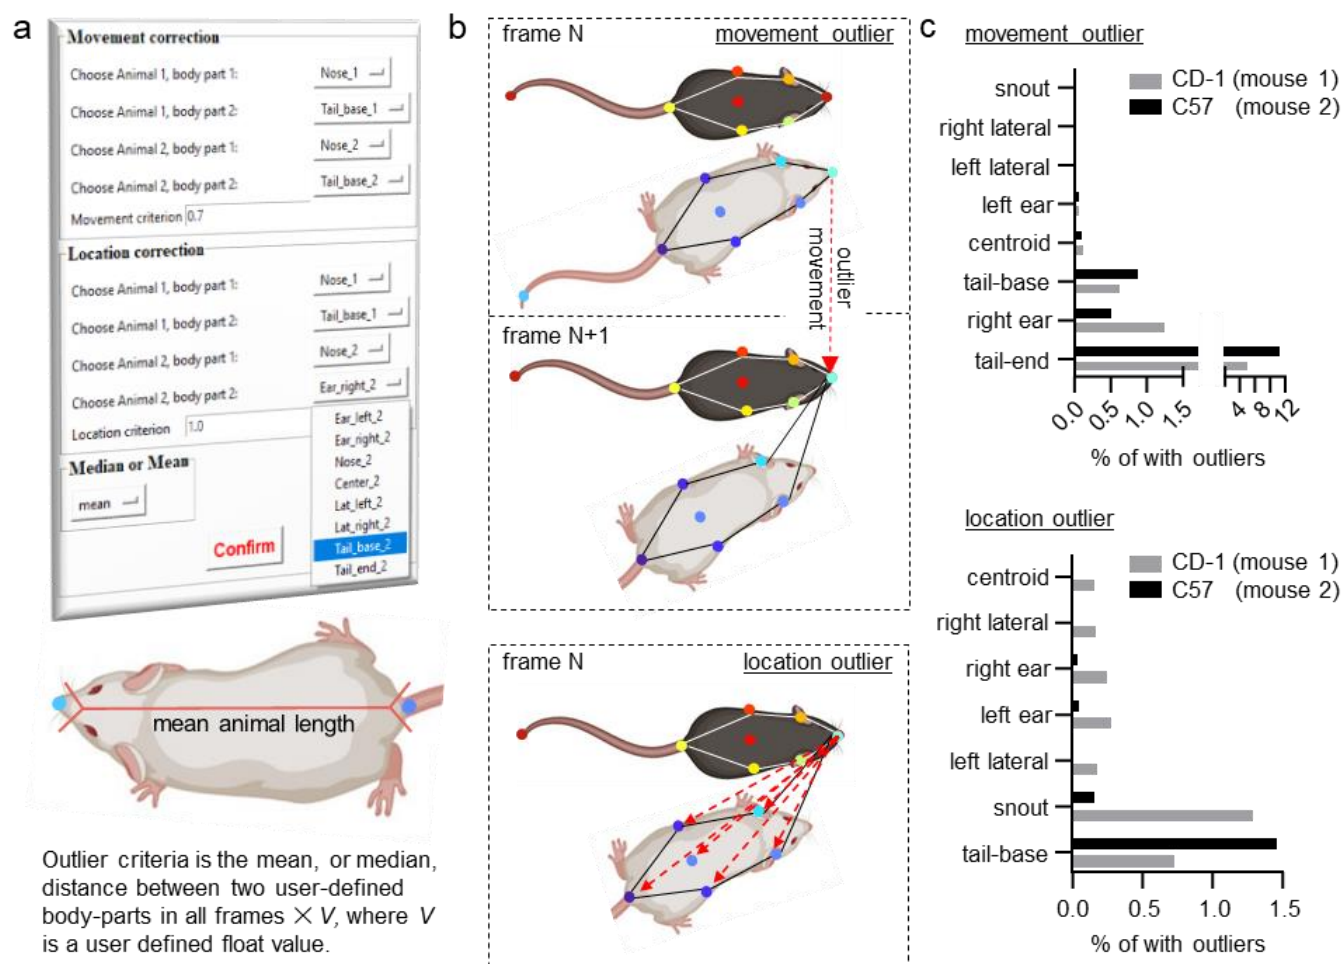 a
Movement correction
Choose Animal 1, body part 1: Nose_1
Choose Animal 1, body part 2: Tail_base_1
Choose Animal 2, body part 1: Nose_2
Choose Animal 2, body part 2: Tail_base_2
Movement criterion 0.7
Location correction
Choose Animal 1, body part 1: Nose_1
Choose Animal 1, body part 2: Tail_base_1
Choose Animal 2, body part 1: Nose_2
Choose Animal 2, body part 2: Ear_right_2
Location criterion 1.0
Ear_left_2
Ear_right_2
Nose_2
Center_2
Lat_left_2
Lat_right_2
Tail_base_2
Tail_end_2
Median or Mean
mean
Confirm
mean animal length
Outlier criteria is the mean, or median,
distance between two user-defined
body-parts in all frames × V, where V
is a user defined float value.
b
frame N movement outlier
outlier
movement
frame N+1
frame N location outlier
c
movement outlier
CD-1 (mouse 1)
C57 (mouse 2)
snout
right lateral
left lateral
left ear
centroid
tail-base
right ear
tail-end
0.0 0.5 1.0 1.5 4 8 12
% of with outliers
location outlier
CD-1 (mouse 1)
C57 (mouse 2)
centroid
right lateral
right ear
left ear
left lateral
snout
tail-base
0.0 0.5 1.0 1.5
% of with outliers